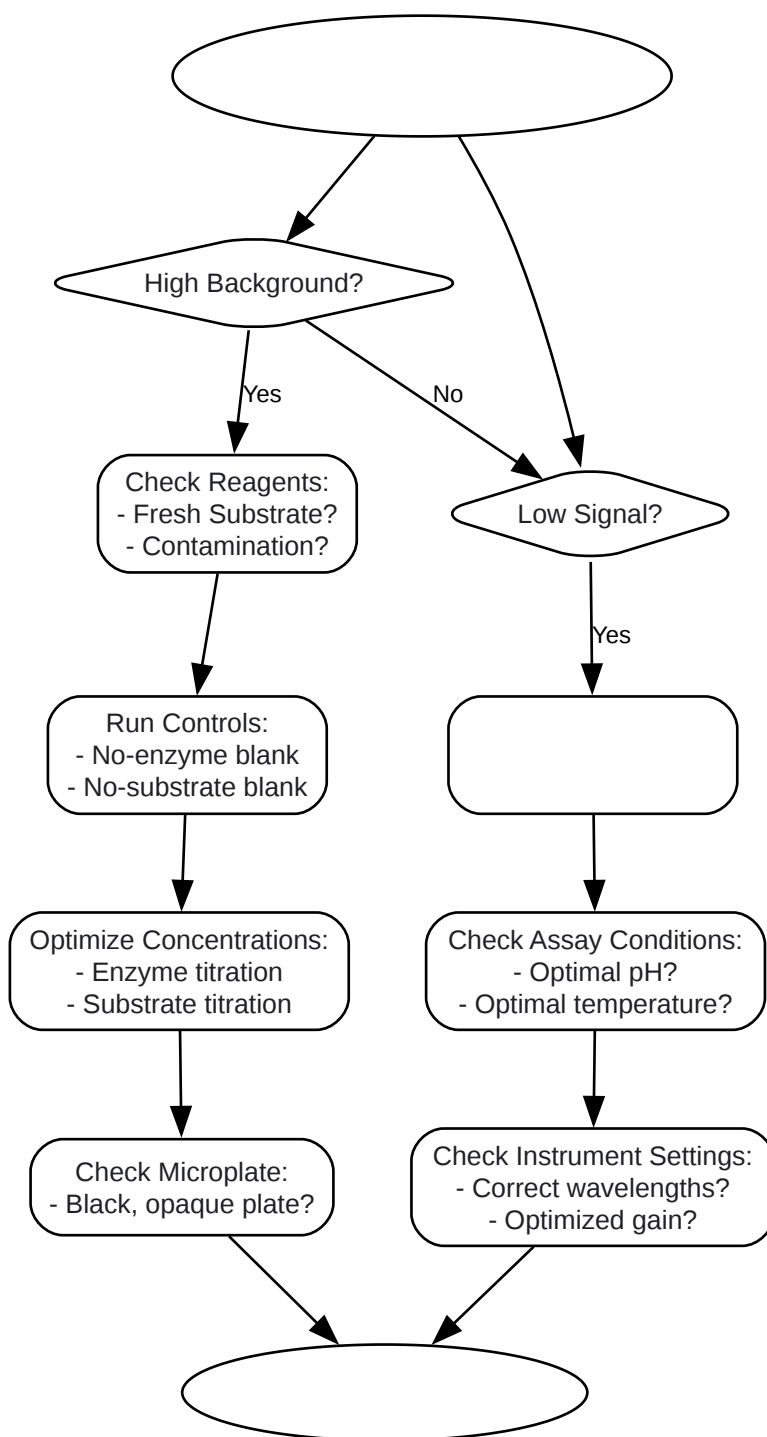 High Background?
Yes
No
Check Reagents:
- Fresh Substrate?
- Contamination?
Low Signal?
Yes
Run Controls:
- No-enzyme blank
- No-substrate blank
Optimize Concentrations:
- Enzyme titration
- Substrate titration
Check Assay Conditions:
- Optimal pH?
- Optimal temperature?
Check Microplate:
- Black, opaque plate?
Check Instrument Settings:
- Correct wavelengths?
- Optimized gain?